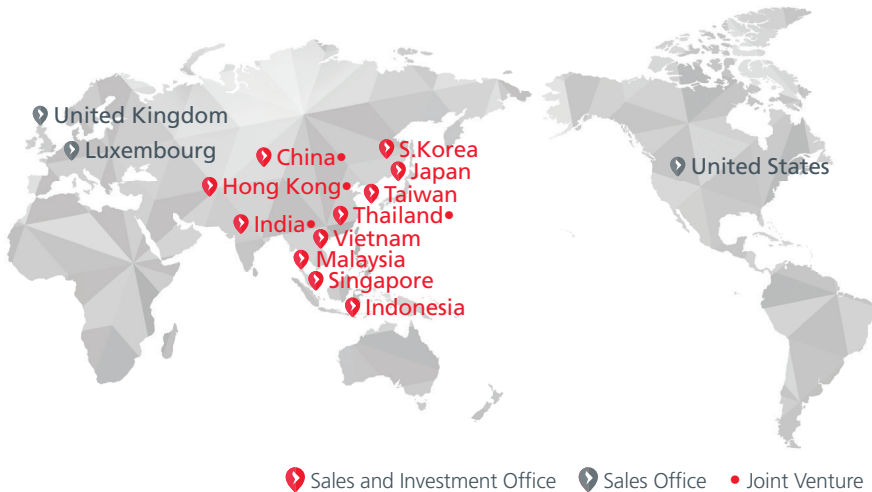 United Kingdom
Luxembourg
China•
S.Korea
Japan
United States
Hong Kong•
Taiwan
India•
Thailand•
Vietnam
Malaysia
Singapore
Indonesia
Sales and Investment Office
Sales Office
• Joint Venture